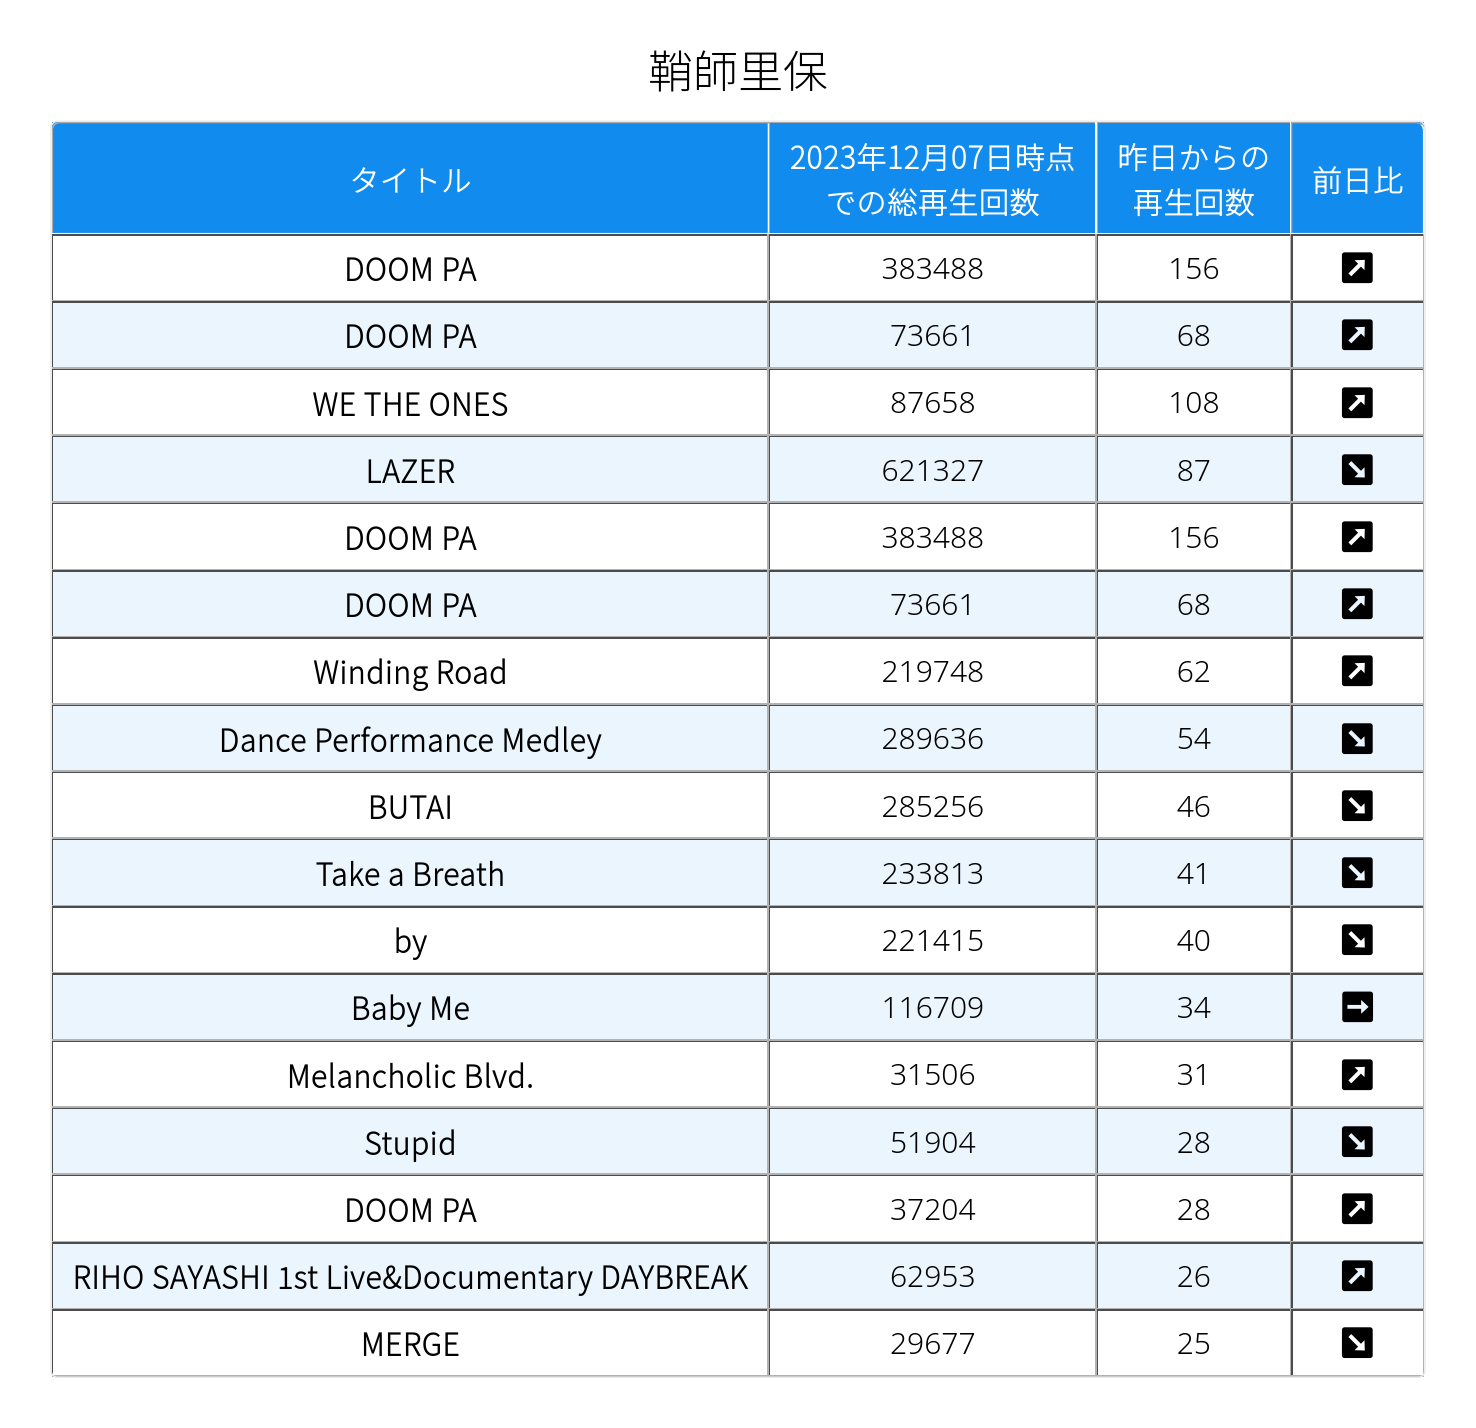 鞘師里保
タイトル 2023年12月07日時点での総再生回数 昨日からの再生回数 前日比
DOOM PA 383488 156 ↗
DOOM PA 73661 68 ↗
WE THE ONES 87658 108 ↗
LAZER 621327 87 ↘
DOOM PA 383488 156 ↗
DOOM PA 73661 68 ↗
Winding Road 219748 62 ↗
Dance Performance Medley 289636 54 ↘
BUTAI 285256 46 ↘
Take a Breath 233813 41 ↘
by 221415 40 ↘
Baby Me 116709 34 →
Melancholic Blvd. 31506 31 ↗
Stupid 51904 28 ↘
DOOM PA 37204 28 ↗
RIHO SAYASHI 1st Live&Documentary DAYBREAK 62953 26 ↗
MERGE 29677 25 ↘